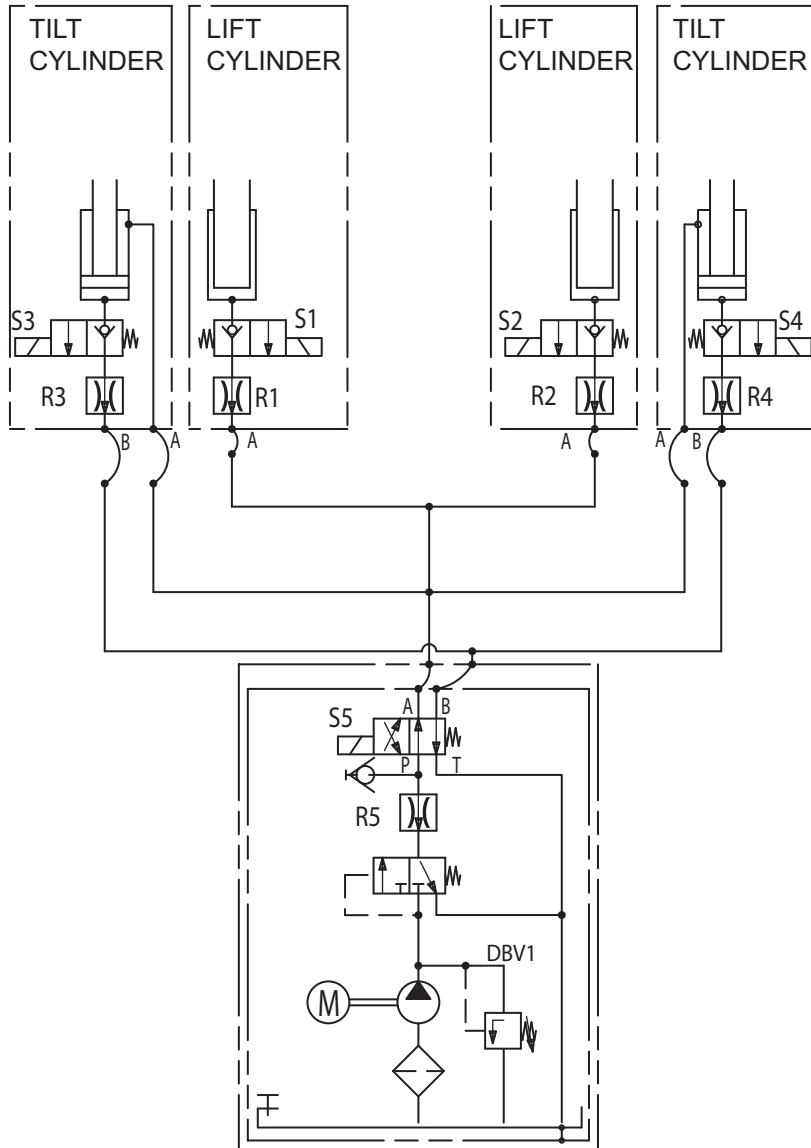 TILT
CYLINDER
LIFT
CYLINDER
LIFT
CYLINDER
TILT
CYLINDER
S3
S1
S2
S4
R3
R1
R2
R4
B
A
A
A
A
B
A
B
S5
P
T
R5
DBV1
M